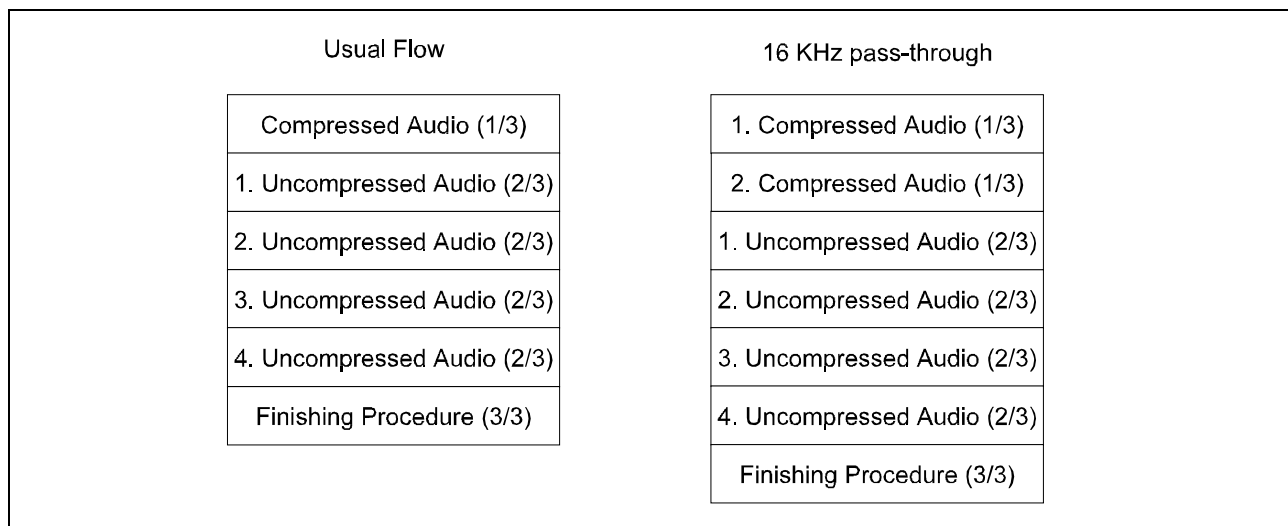 Usual Flow
Compressed Audio (1/3)
1. Uncompressed Audio (2/3)
2. Uncompressed Audio (2/3)
3. Uncompressed Audio (2/3)
4. Uncompressed Audio (2/3)
Finishing Procedure (3/3)
16 KHz pass-through
1. Compressed Audio (1/3)
2. Compressed Audio (1/3)
1. Uncompressed Audio (2/3)
2. Uncompressed Audio (2/3)
3. Uncompressed Audio (2/3)
4. Uncompressed Audio (2/3)
Finishing Procedure (3/3)